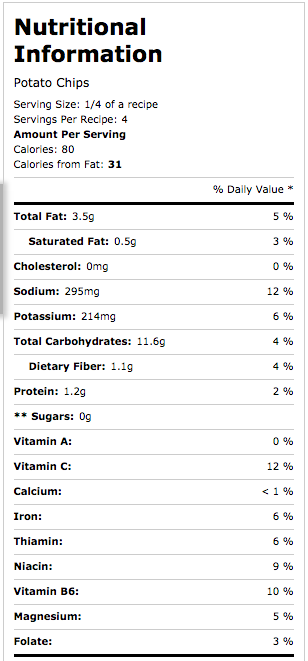 Nutritional
Information
Potato Chips
Serving Size: 1/4 of a recipe
Servings Per Recipe: 4
Amount Per Serving
Calories: 80
Calories from Fat: 31
% Daily Value *
Total Fat: 3.5g 5 %
Saturated Fat: 0.5g 3 %
Cholesterol: 0mg 0 %
Sodium: 295mg 12 %
Potassium: 214mg 6 %
Total Carbohydrates: 11.6g 4 %
Dietary Fiber: 1.1g 4 %
Protein: 1.2g 2 %
** Sugars: 0g
Vitamin A: 0 %
Vitamin C: 12 %
Calcium: < 1 %
Iron: 6 %
Thiamin: 6 %
Niacin: 9 %
Vitamin B6: 10 %
Magnesium: 5 %
Folate: 3 %